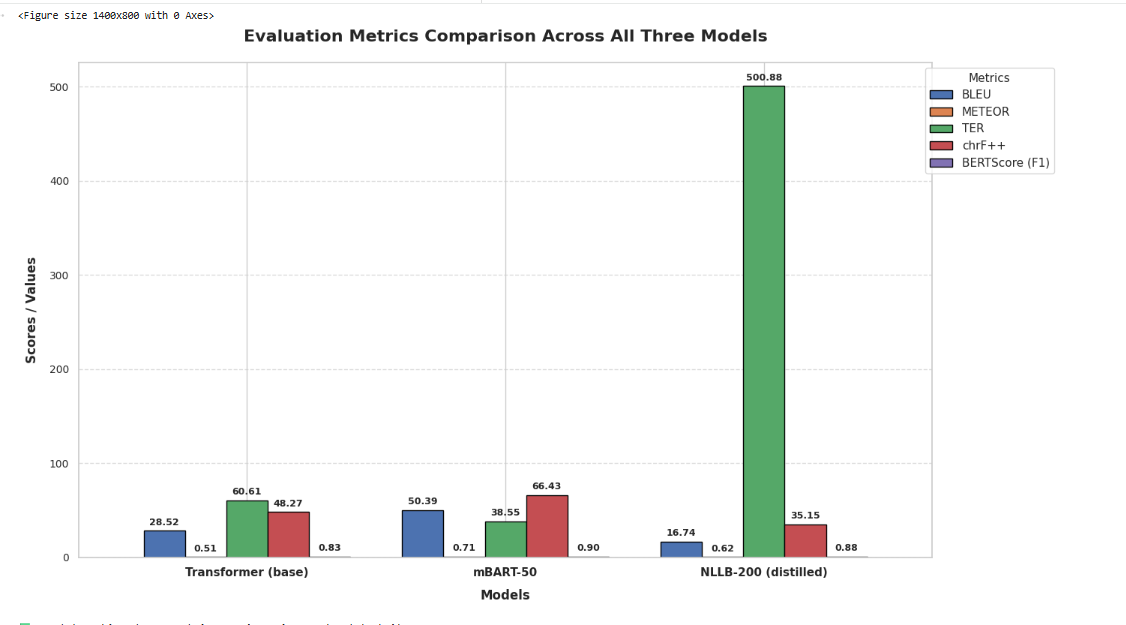 <Figure size 1400x800 with 0 Axes>
Evaluation Metrics Comparison Across All Three Models
Metrics
BLEU
METEOR
TER
chrF++
BERTScore (F1)
Scores / Values
500
400
300
200
100
0
28.52
0.51
60.61
48.27
0.83
50.39
0.71
38.55
66.43
0.90
16.74
0.62
500.88
35.15
0.88
Transformer (base)
mBART-50
NLLB-200 (distilled)
Models